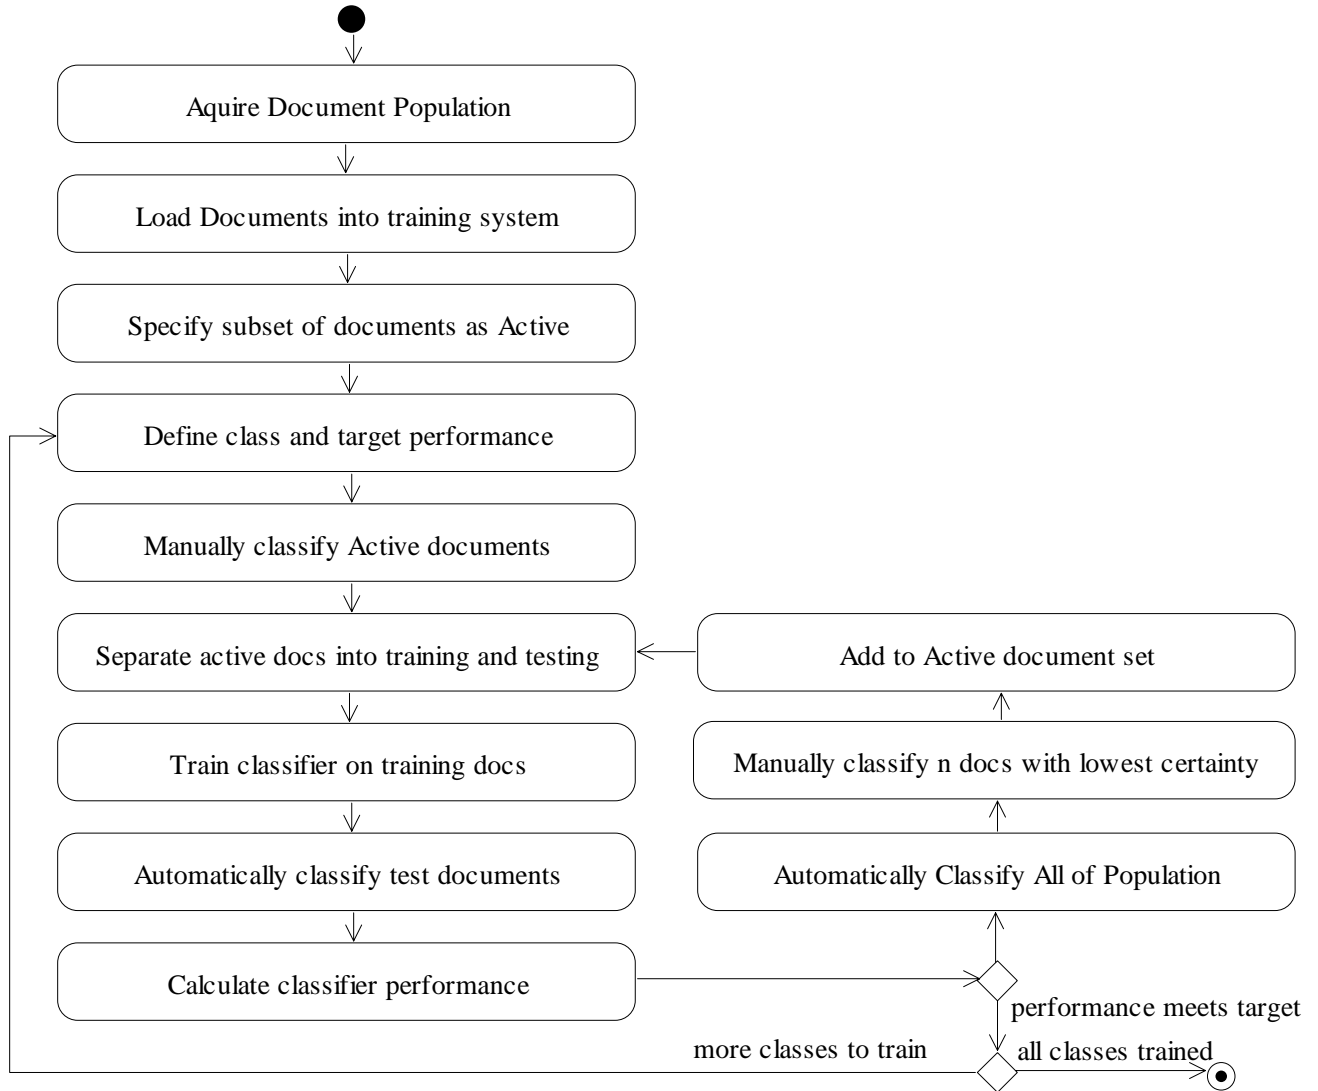 Aquire Document Population
Load Documents into training system
Specify subset of documents as Active
Define class and target performance
Manually classify Active documents
Separate active docs into training and testing
Add to Active document set
Train classifier on training docs
Manually classify n docs with lowest certainty
Automatically classify test documents
Automatically Classify All of Population
Calculate classifier performance
performance meets target
more classes to train
all classes trained